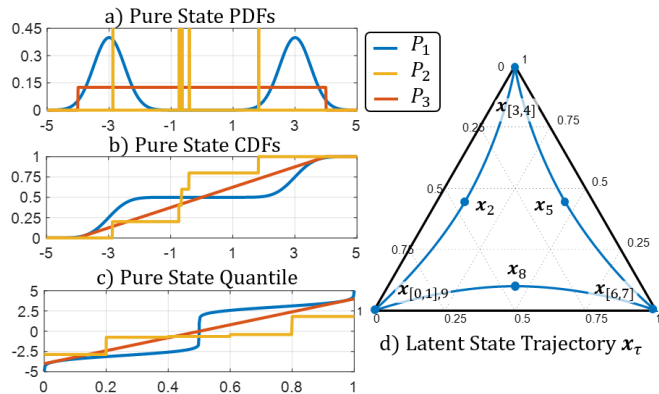 a) Pure State PDFs
0.45
0.3
0.15
0
-5 -3 -1 1 3 5
P1
P2
P3
b) Pure State CDFs
1
0.75
0.5
0.25
0
-5 -3 -1 1 3 5
c) Pure State Quantile
5
2.5
0
-2.5
-5
0 0.2 0.4 0.6 0.8 1
0 1
x[3,4]
0.25 0.75
0.5 0.5
x2 x5
0.75 0.25
x8
x[0,1],9 x[6,7]
1 0
0 0.25 0.5 0.75 1
d) Latent State Trajectory xτ